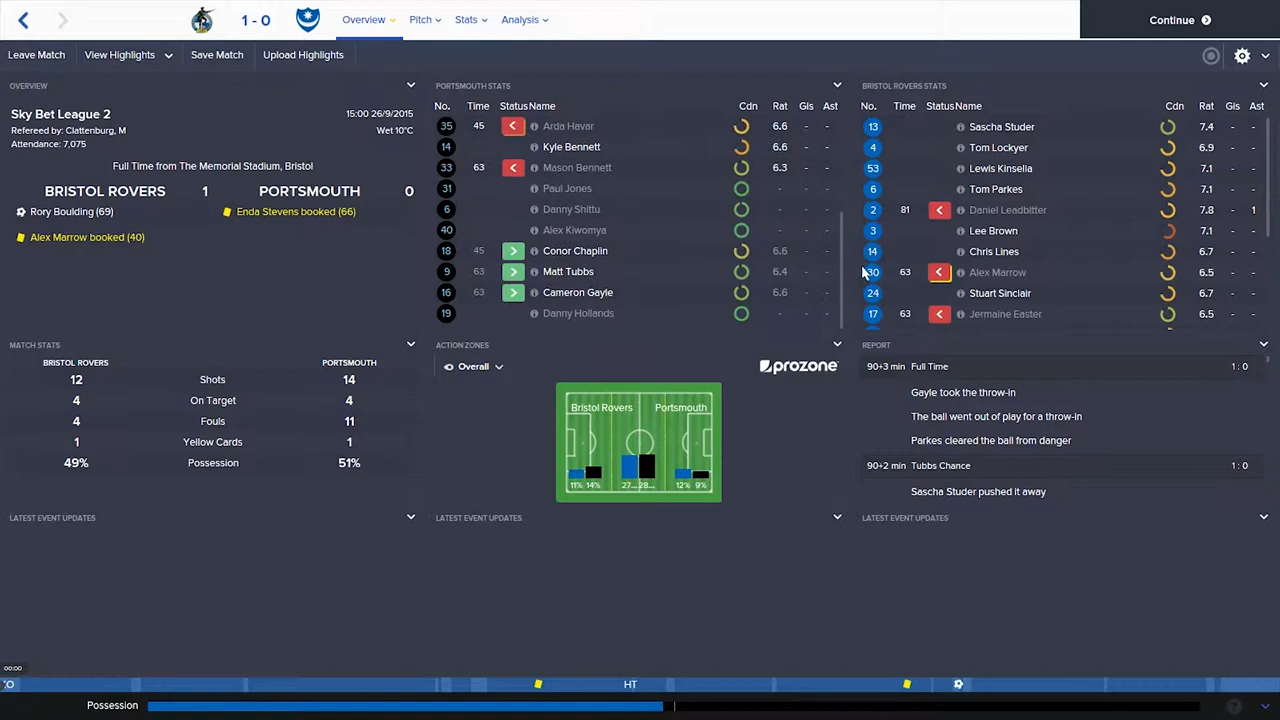 1 - 0 Overview Pitch Stats Analysis Continue
Leave Match View Highlights Save Match Upload Highlights
OVERVIEW
Sky Bet League 2 15:00 26/9/2015
Refereed by: Clattenburg, M Wet 10°C
Attendance: 7,075
Full Time from The Memorial Stadium, Bristol
BRISTOL ROVERS 1 PORTSMOUTH 0
Rory Boulding (69) Enda Stevens booked (66)
Alex Marrow booked (40)
PORTSMOUTH STATS
No. Time Status Name Cdn Rat Gls Ast
35 45 Arda Havar 6.6 - -
14 Kyle Bennett 6.6 - -
33 63 Mason Bennett 6.3 - -
31 Paul Jones - - -
6 Danny Shittu - - -
40 Alex Kiwomya - - -
18 45 Conor Chaplin 6.6 - -
9 63 Matt Tubbs 6.4 - -
16 63 Cameron Gayle 6.6 - -
19 Danny Hollands - - -
BRISTOL ROVERS STATS
No. Time Status Name Cdn Rat Gls Ast
13 Sascha Studer 7.4 - -
4 Tom Lockyer 6.9 - -
53 Lewis Kinsella 7.1 - -
6 Tom Parkes 7.1 - -
2 81 Daniel Leadbitter 7.8 - 1
3 Lee Brown 7.1 - -
14 Chris Lines 6.7 - -
30 63 Alex Marrow 6.5 - -
24 Stuart Sinclair 6.7 - -
17 63 Jermaine Easter 6.5 - -
MATCH STATS
BRISTOL ROVERS PORTSMOUTH
12 Shots 14
4 On Target 4
4 Fouls 11
1 Yellow Cards 1
49% Possession 51%
ACTION ZONES
Overall prozone
Bristol Rovers Portsmouth
11% 14% 27... 28... 12% 9%
REPORT
90+3 min Full Time 1 : 0
Gayle took the throw-in
The ball went out of play for a throw-in
Parkes cleared the ball from danger
90+2 min Tubbs Chance 1 : 0
Sascha Studer pushed it away
LATEST EVENT UPDATES LATEST EVENT UPDATES LATEST EVENT UPDATES
00:00
HT
Possession